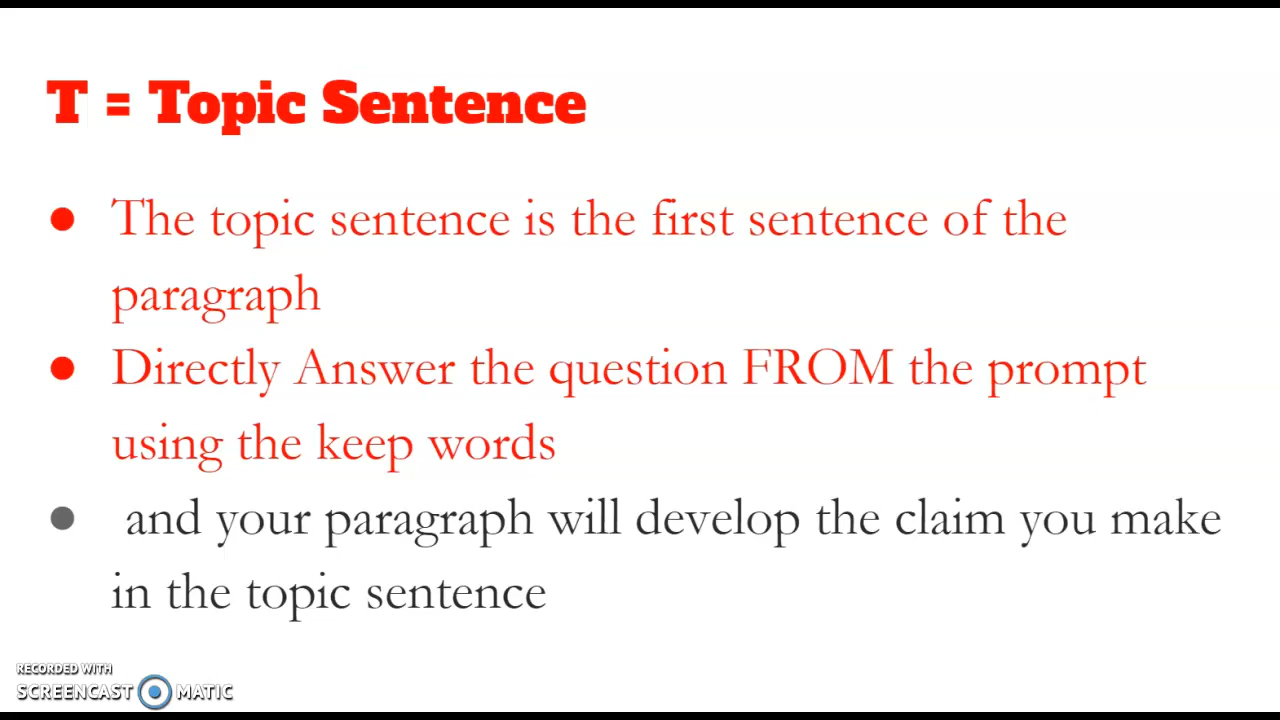 T = Topic Sentence
● The topic sentence is the first sentence of the
paragraph
● Directly Answer the question FROM the prompt
using the keep words
● and your paragraph will develop the claim you make
in the topic sentence
RECORDED WITH
SCREENCAST MATIC